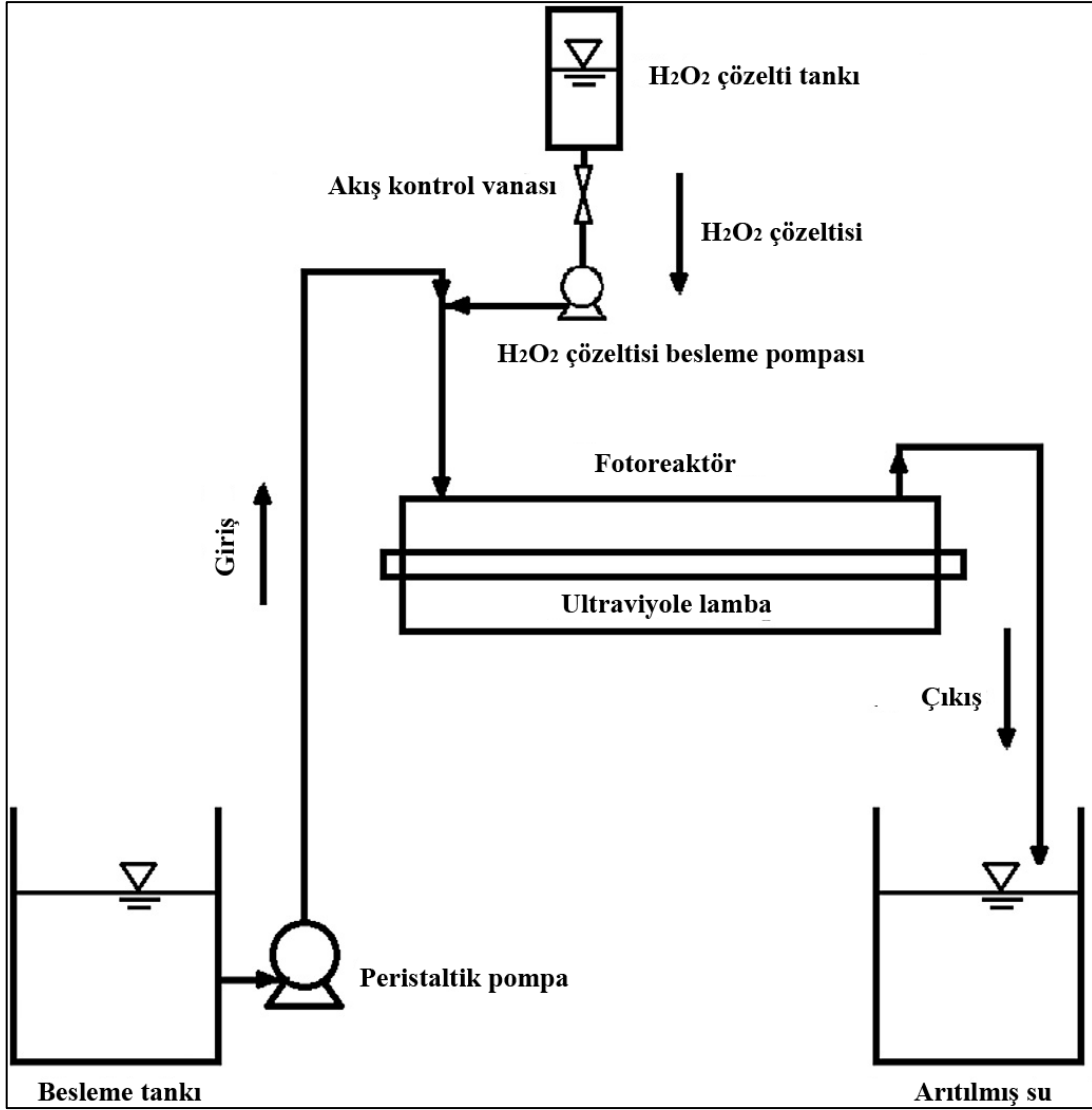 H2O2 çözelti tankı
Akış kontrol vanası
H2O2 çözeltisi
H2O2 çözeltisi besleme pompası
Fotoreaktör
Giriş
Ultraviyole lamba
Çıkış
Peristaltik pompa
Besleme tankı
Arıtılmış su